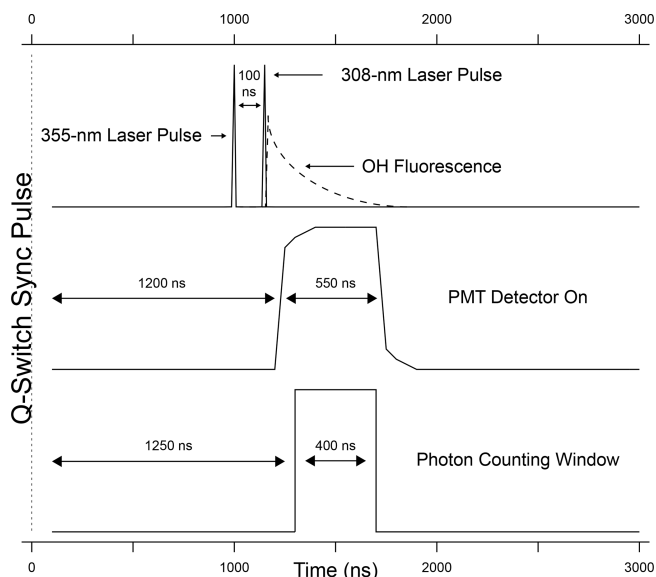 0 1000 2000 3000
100
ns
308-nm Laser Pulse
355-nm Laser Pulse
OH Fluorescence
Q-Switch Sync Pulse
1200 ns
550 ns
PMT Detector On
1250 ns
400 ns
Photon Counting Window
0 1000 2000 3000
Time (ns)